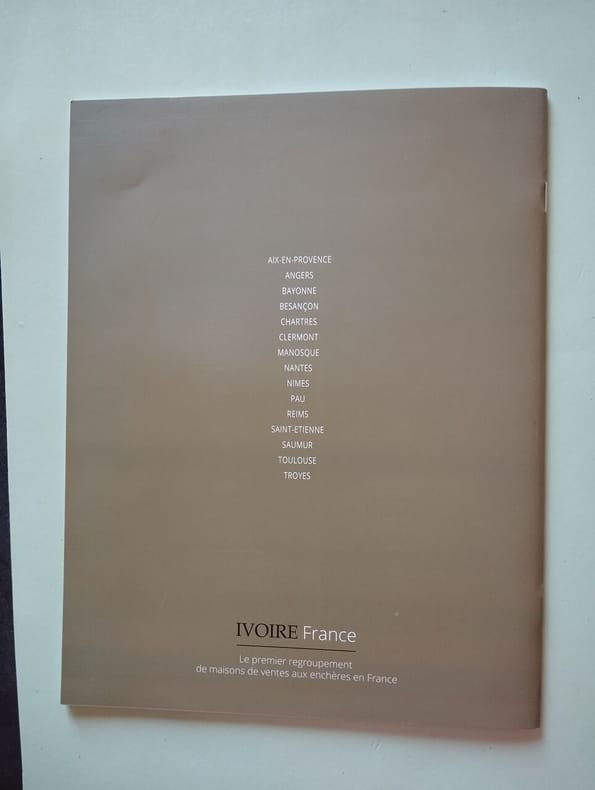 AIX-EN-PROVENCE
ANGERS
BAYONNE
BESANÇON
CHARTRES
CLERMONT
MANOSQUE
NANTES
NIMES
PAU
REIMS
SAINT-ETIENNE
SAUMUR
TOULOUSE
TROYES
IVOIRE France
Le premier regroupement
de maisons de ventes aux enchères en France